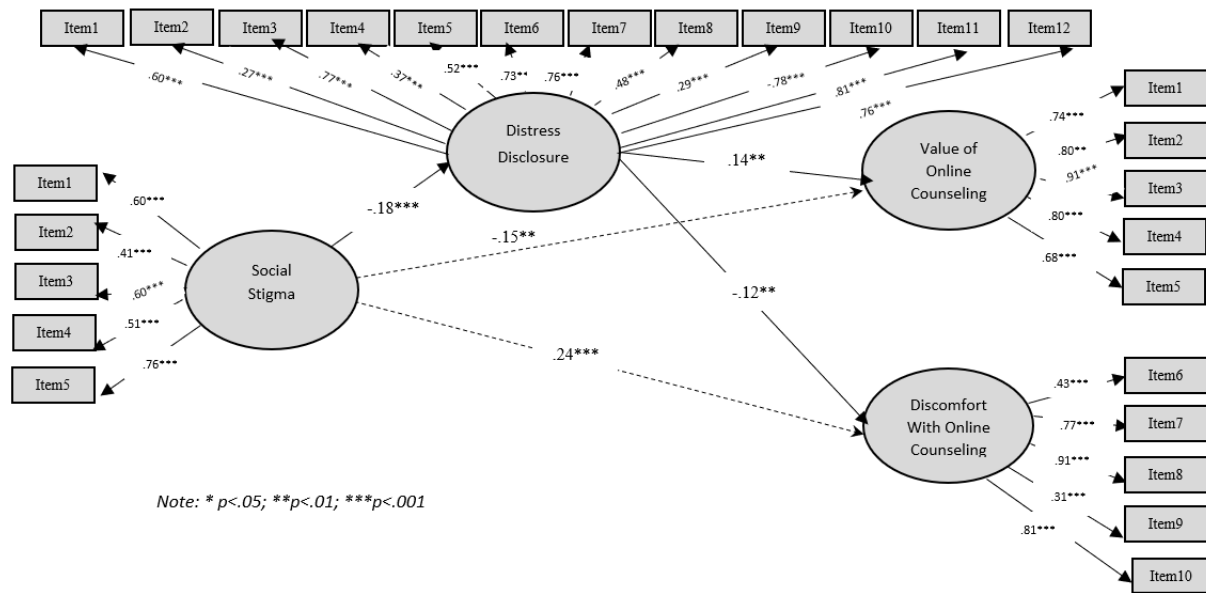 Item1 Item2 Item3 Item4 Item5 Item6 Item7 Item8 Item9 Item10 Item11 Item12
.60*** .27*** .77*** .37*** .52*** .73** .76*** .48*** .29*** -.78*** .81*** .76***
Distress
Disclosure
Item1
Item2
Item3
Item4
Item5
.60***
.41***
.60***
.51***
.76***
Social
Stigma
-.18***
.14**
-.15**
-.12**
.24***
Value of
Online
Counseling
.74***
.80**
.91***
.80***
.68***
Item1
Item2
Item3
Item4
Item5
Discomfort
With Online
Counseling
.43***
.77***
.91***
.31***
.81***
Item6
Item7
Item8
Item9
Item10
Note: * p<.05; **p<.01; ***p<.001